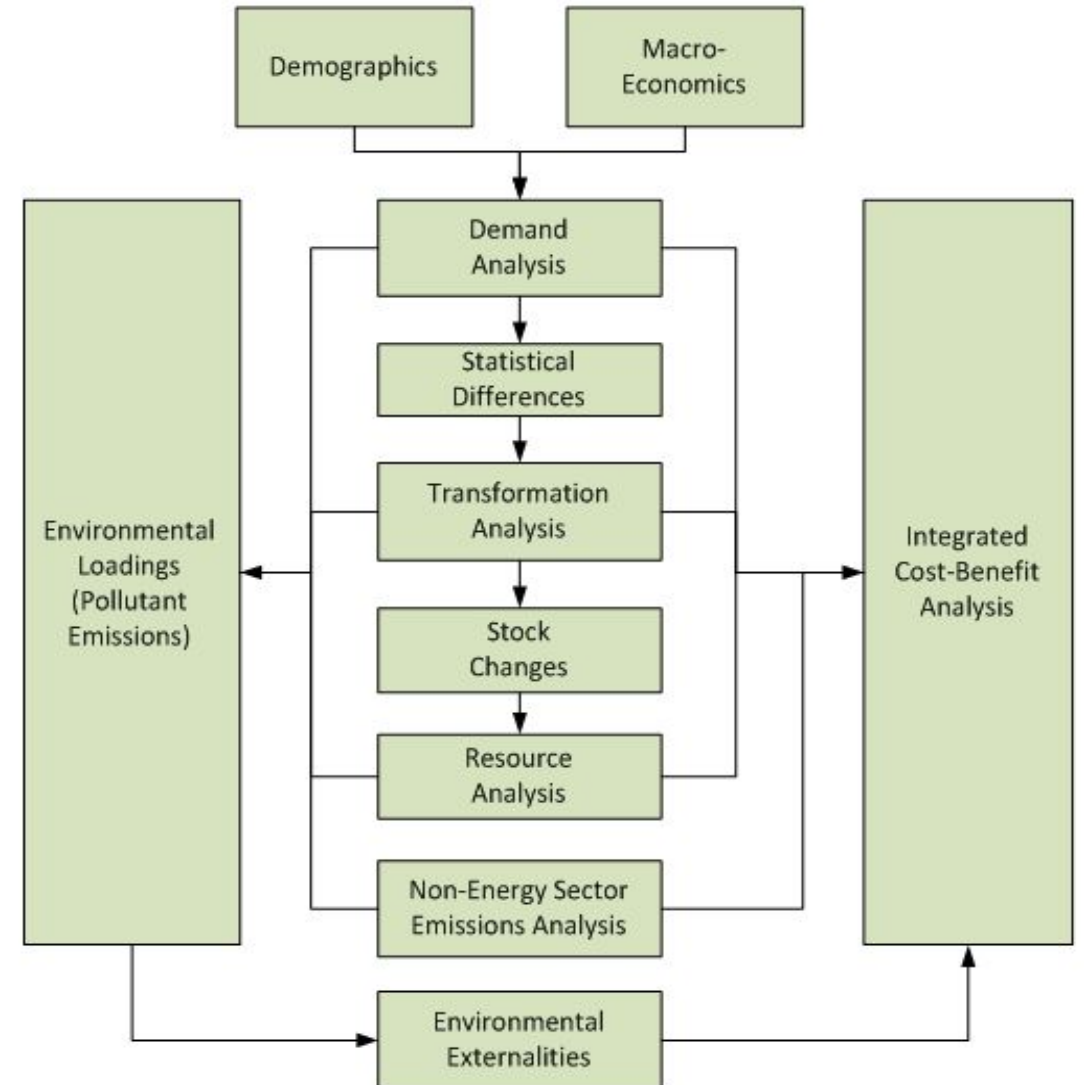 Demographics
Macro-
Economics
Demand
Analysis
Statistical
Differences
Transformation
Analysis
Environmental
Loadings
(Pollutant
Emissions)
Integrated
Cost-Benefit
Analysis
Stock
Changes
Resource
Analysis
Non-Energy Sector
Emissions Analysis
Environmental
Externalities